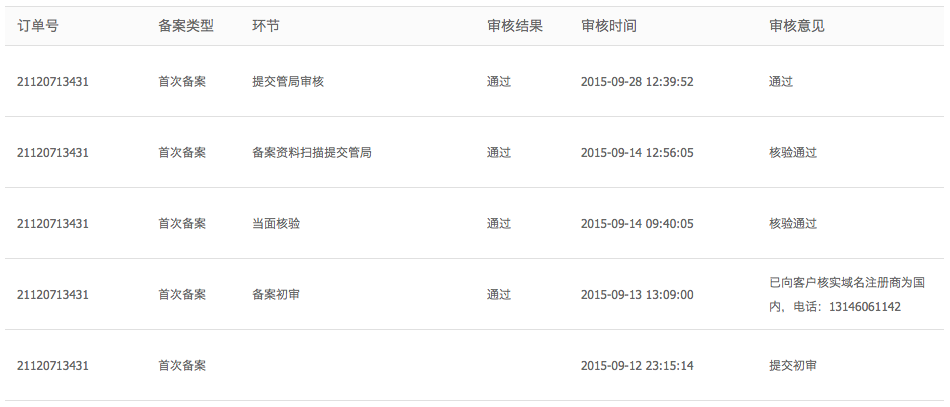 订单号 备案类型 环节 审核结果 审核时间 审核意见
21120713431 首次备案 提交管局审核 通过 2015-09-28 12:39:52 通过
21120713431 首次备案 备案资料扫描提交管局 通过 2015-09-14 12:56:05 核验通过
21120713431 首次备案 当面核验 通过 2015-09-14 09:40:05 核验通过
21120713431 首次备案 备案初审 通过 2015-09-13 13:09:00 已向客户核实域名注册商为国
内，电话：13146061142
21120713431 首次备案 2015-09-12 23:15:14 提交初审